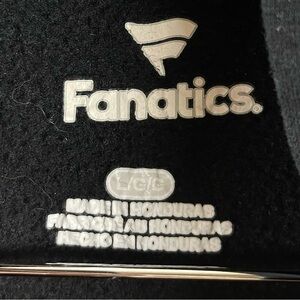 Fanatics.
L/G/G
MADE IN HONDURAS
FABRIQUÉ AU HONDURAS
HECHO EN HONDURAS